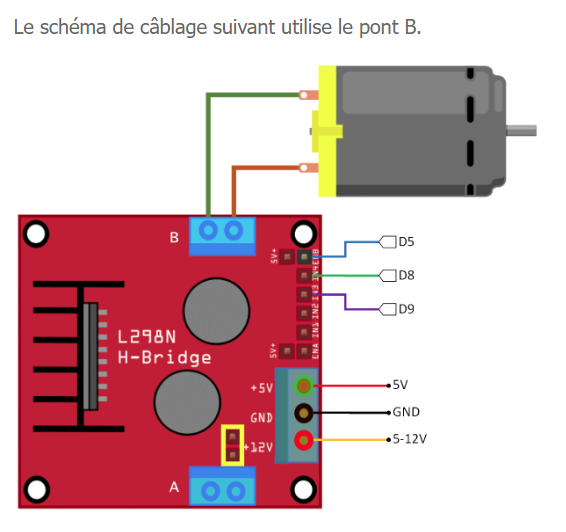 Le schéma de câblage suivant utilise le pont B.
B
5V+
ENA IN1 IN2 IN3 IN4 ENB
D5
D8
D9
L298N
H-Bridge
5V+
+5V
5V
GND
GND
+12V
5-12V
A